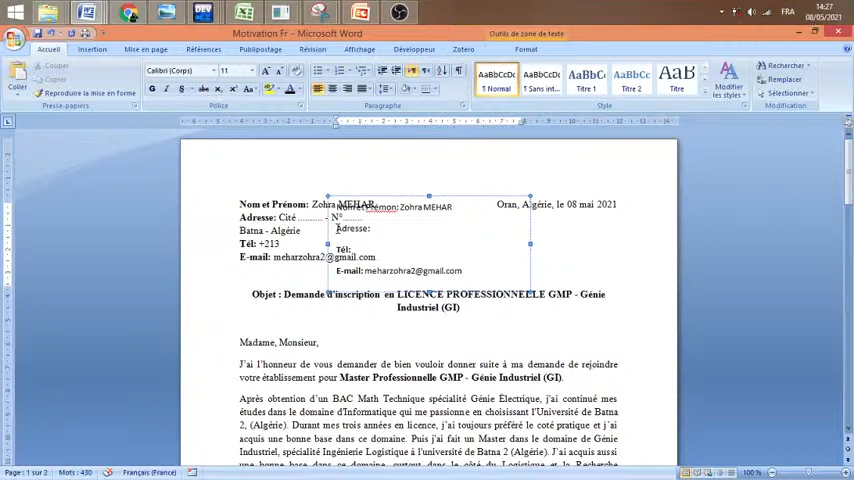 14:27
FRA
08/05/2021
Motivation Fr - Microsoft Word
Outils de zone de texte
Accueil Insertion Mise en page Références Publipostage Révision Affichage Développeur Zotero Format
Couper
Copier
Reproduire la mise en forme
Coller
Presse-papiers
Calibri (Corps) 11
Police
Paragraphe
AaBbCcDc AaBbCcDc AaBbCc AaBbCc AaB
¶ Normal ¶ Sans int... Titre 1 Titre 2 Titre
Modifier les styles
Style
Rechercher
Remplacer
Sélectionner
Modification
Nom et Prénom: Zohra MEHAR
Oran, Algérie, le 08 mai 2021
Adresse: Cité .......... - N°........
Batna - Algérie
Tél: +213
E-mail: meharzohra2@gmail.com
Nom et Prémon: Zohra MEHAR
Adresse:
Tél:
E-mail: meharzohra2@gmail.com
Objet : Demande d'inscription en LICENCE PROFESSIONNELLE GMP - Génie
Industriel (GI)
Madame, Monsieur,
J'ai l'honneur de vous demander de bien vouloir donner suite à ma demande de rejoindre
votre établissement pour Master Professionnelle GMP - Génie Industriel (GI).
Après obtention d'un BAC Math Technique spécialité Génie Électrique, j'ai continué mes
études dans le domaine d'Informatique qui me passionne en choisissant l'Université de Batna
2, (Algérie). Durant mes trois années en licence, j'ai toujours préféré le coté pratique et j'ai
acquis une bonne base dans ce domaine. Puis j'ai fait un Master dans le domaine de Génie
Industriel, spécialité Ingénierie Logistique à l'université de Batna 2 (Algérie). J'ai acquis aussi
une bonne base dans ce domaine, surtout dans le côté du Logistique et la Recherche
Page : 1 sur 2 Mots : 430 Français (France)
100 %